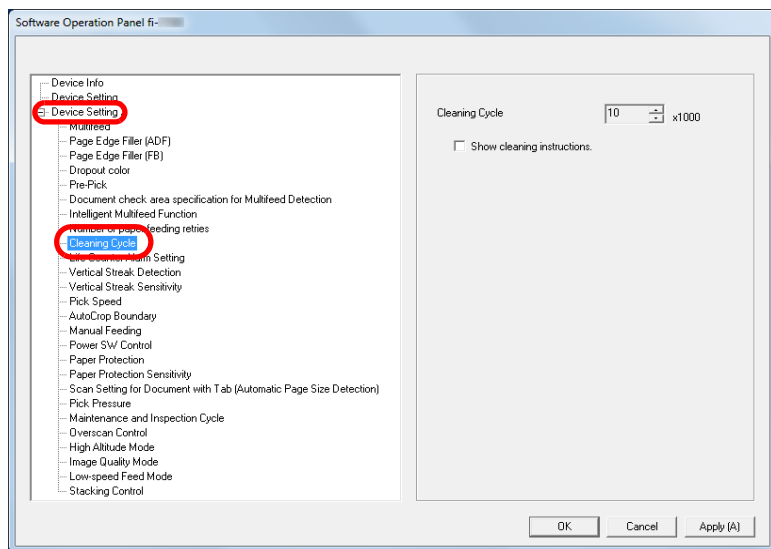 Software Operation Panel fi-
Device Info
Device Setting
Device Setting 2
Multifeed
Page Edge Filler (ADF)
Page Edge Filler (FB)
Dropout color
Pre-Pick
Document check area specification for Multifeed Detection
Intelligent Multifeed Function
Number of paper feeding retries
Cleaning Cycle
Life Counter Alarm Setting
Vertical Streak Detection
Vertical Streak Sensitivity
Pick Speed
AutoCrop Boundary
Manual Feeding
Power SW Control
Paper Protection
Paper Protection Sensitivity
Scan Setting for Document with Tab (Automatic Page Size Detection)
Pick Pressure
Maintenance and Inspection Cycle
Overscan Control
High Altitude Mode
Image Quality Mode
Low-speed Feed Mode
Stacking Control
Cleaning Cycle 10 x1000
Show cleaning instructions.
OK Cancel Apply (A)